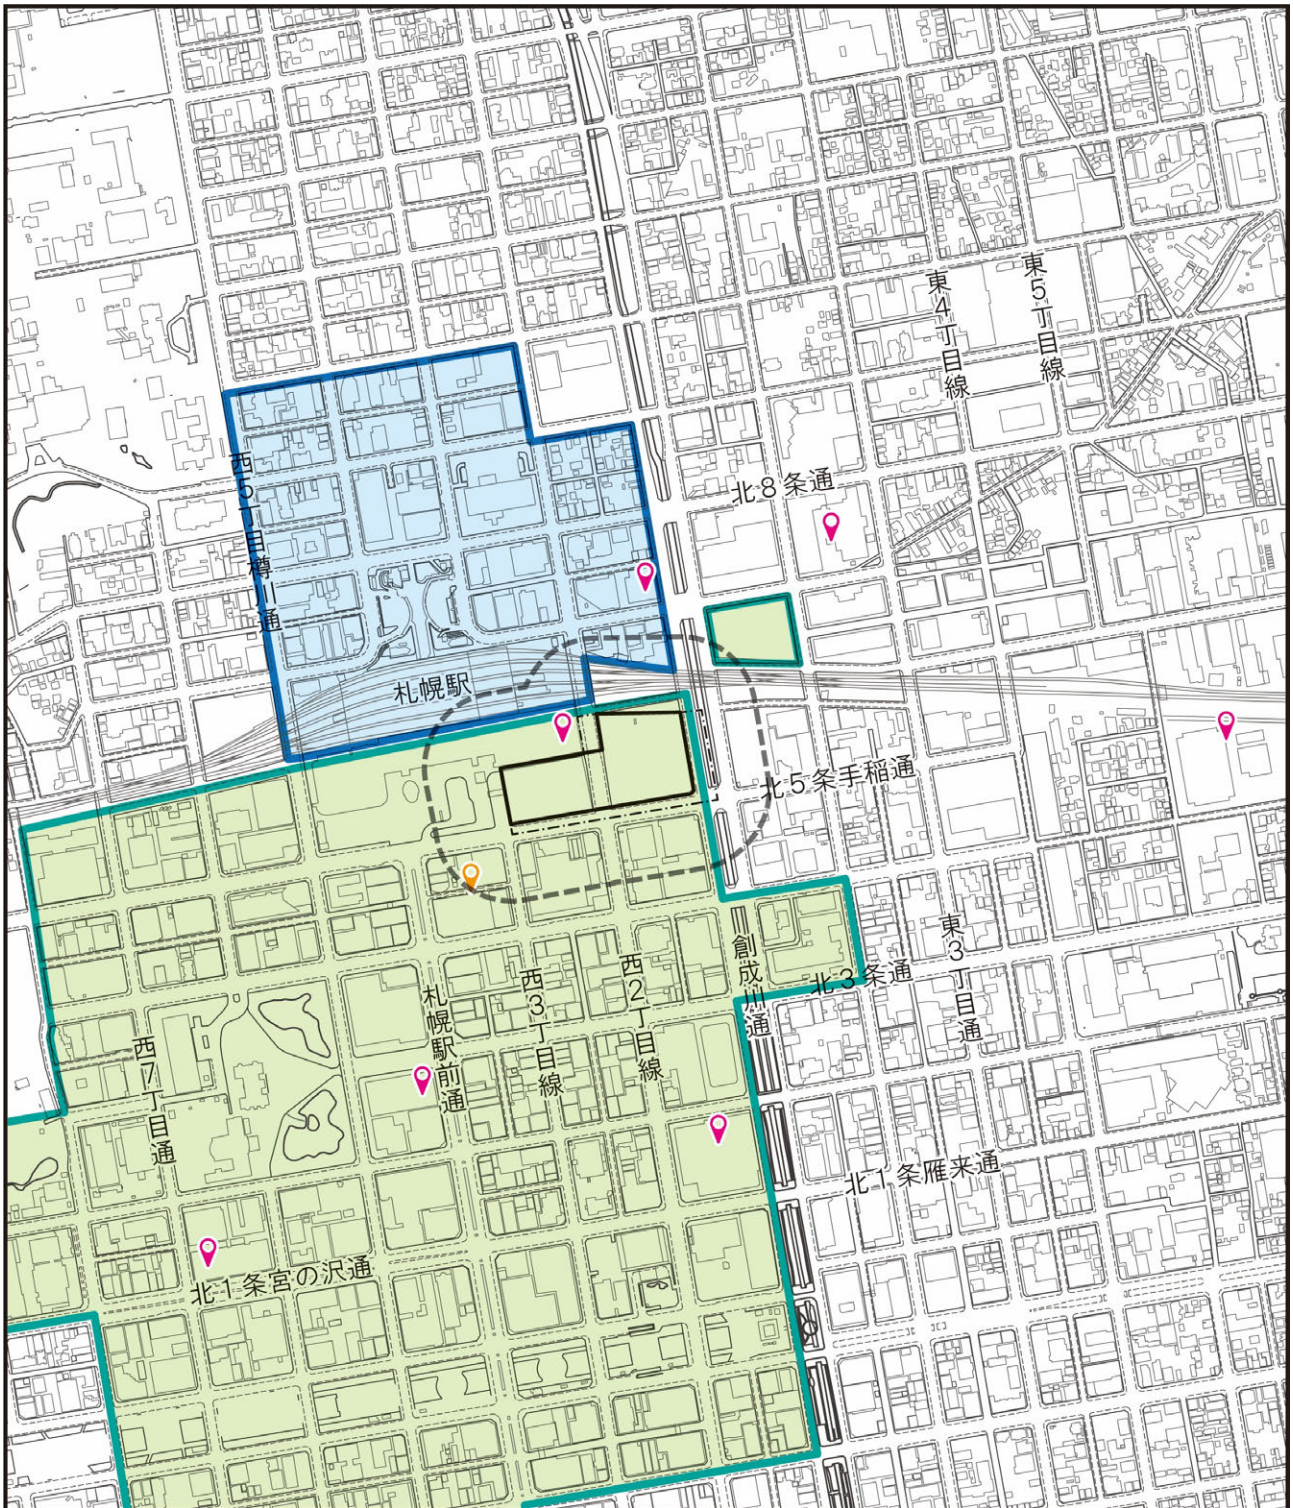 東4丁目線
東5丁目線
西5丁目樽川通
北8条通
札幌駅
北5条手稲通
創成川通
北3条通
東3丁目通
西2丁目線
西3丁目線
札幌駅前通
西7丁目通
北1条雁来通
北1条宮の沢通